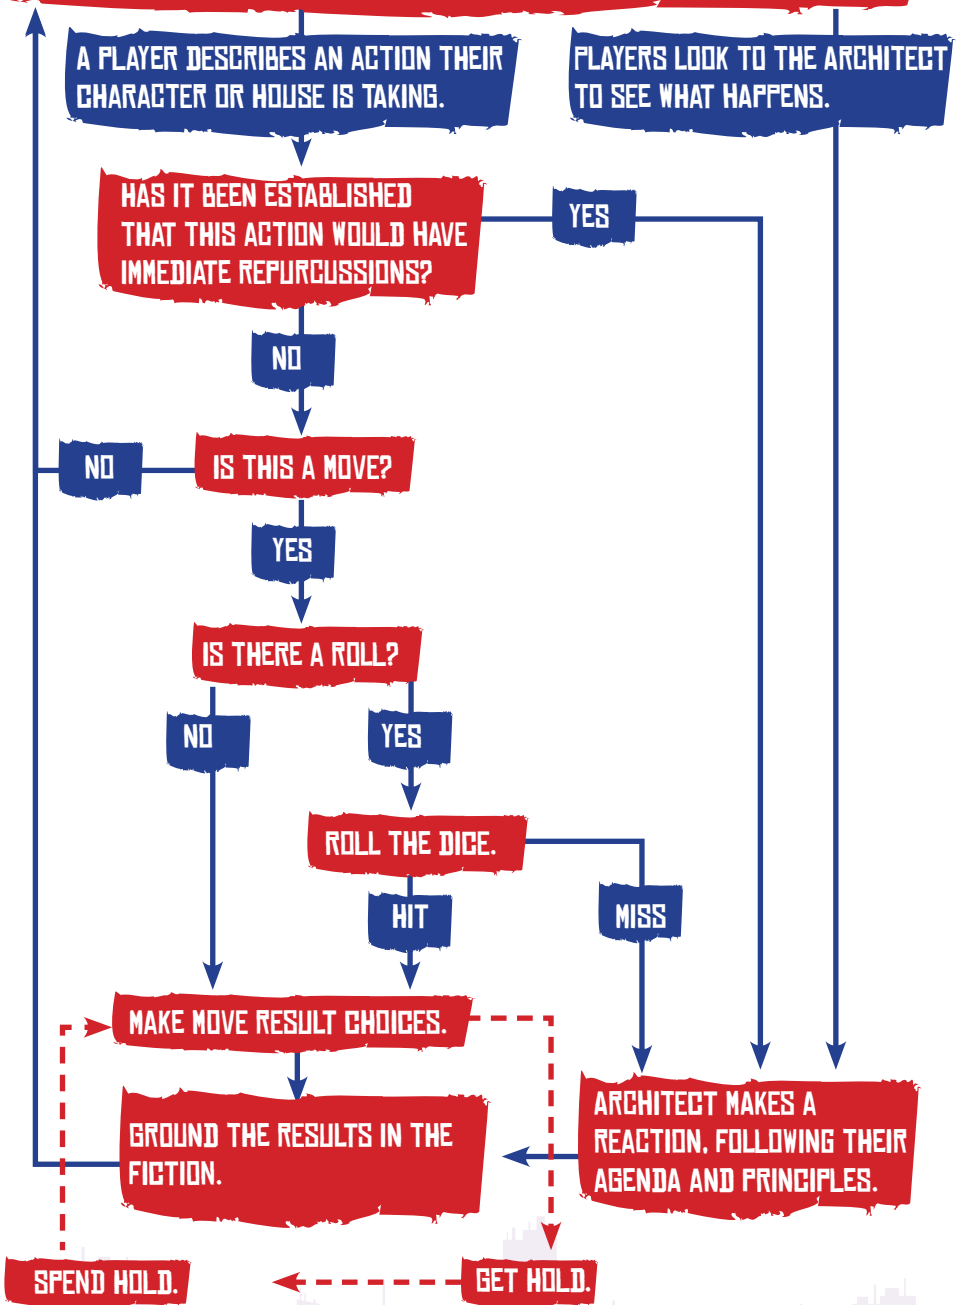 A PLAYER DESCRIBES AN ACTION THEIR
CHARACTER OR HOUSE IS TAKING.
PLAYERS LOOK TO THE ARCHITECT
TO SEE WHAT HAPPENS.
HAS IT BEEN ESTABLISHED
THAT THIS ACTION WOULD HAVE
IMMEDIATE REPURCUSSIONS?
YES
NO
IS THIS A MOVE?
NO
YES
IS THERE A ROLL?
NO
YES
ROLL THE DICE.
HIT
MISS
MAKE MOVE RESULT CHOICES.
GROUND THE RESULTS IN THE
FICTION.
ARCHITECT MAKES A
REACTION, FOLLOWING THEIR
AGENDA AND PRINCIPLES.
SPEND HOLD.
GET HOLD.